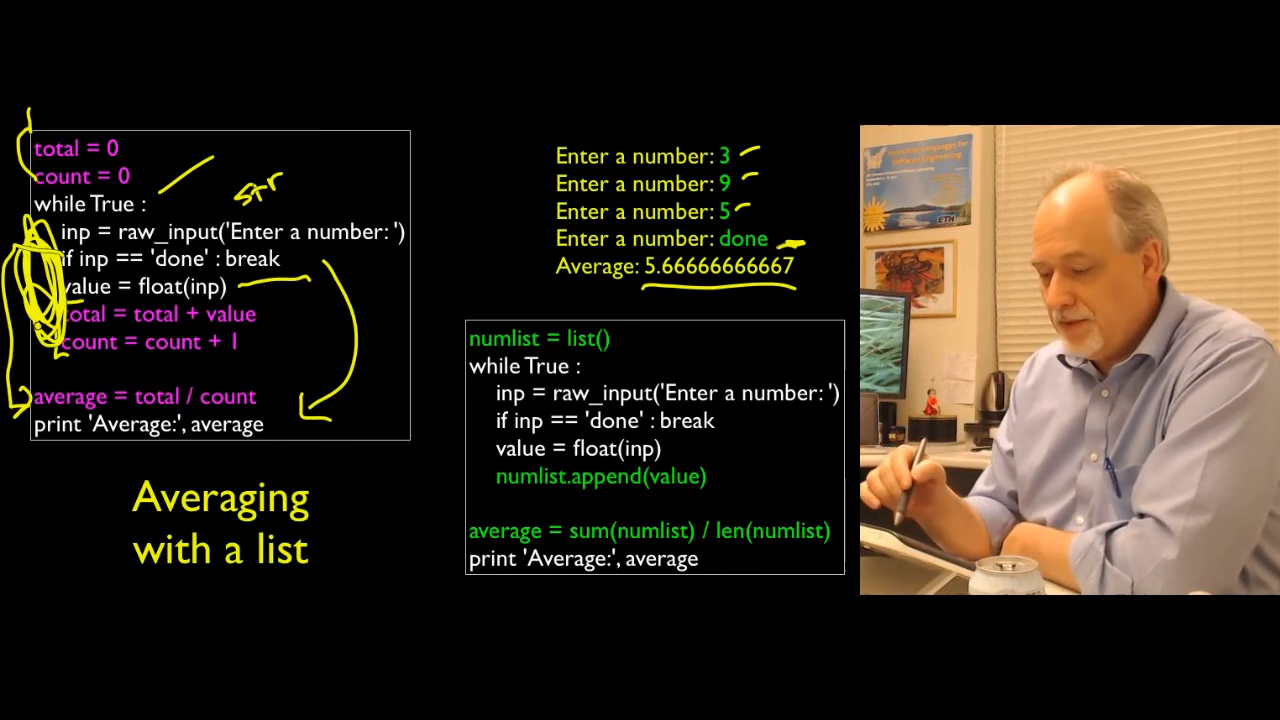 total = 0
count = 0
while True :
str
inp = raw_input('Enter a number: ')
if inp == 'done' : break
value = float(inp)
total = total + value
count = count + 1
average = total / count
print 'Average:', average
Averaging
with a list
Enter a number: 3
Enter a number: 9
Enter a number: 5
Enter a number: done
Average: 5.66666666667
numlist = list()
while True :
inp = raw_input('Enter a number: ')
if inp == 'done' : break
value = float(inp)
numlist.append(value)
average = sum(numlist) / len(numlist)
print 'Average:', average
ETH